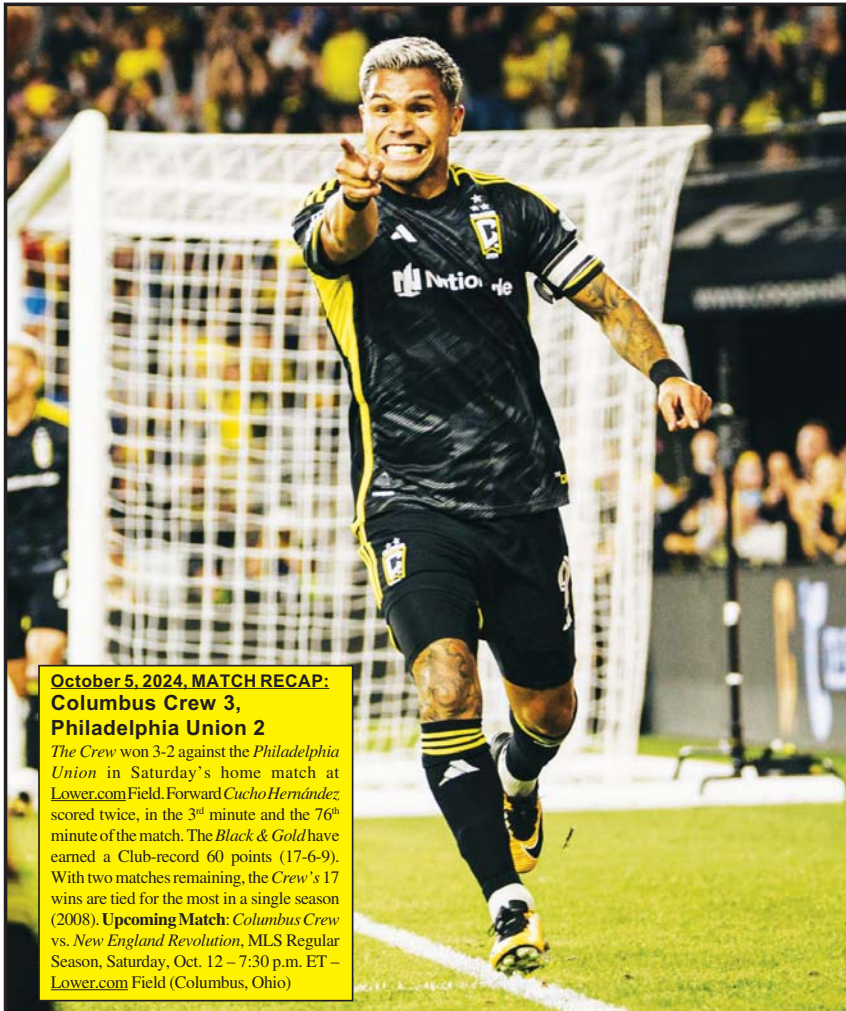 Nationwide
www.coope
9
October 5, 2024, MATCH RECAP:
Columbus Crew 3,
Philadelphia Union 2
The Crew won 3-2 against the Philadelphia
Union in Saturday's home match at
Lower.com Field. Forward Cucho Hernández
scored twice, in the 3rd minute and the 76th
minute of the match. The Black & Gold have
earned a Club-record 60 points (17-6-9).
With two matches remaining, the Crew's 17
wins are tied for the most in a single season
(2008). Upcoming Match: Columbus Crew
vs. New England Revolution, MLS Regular
Season, Saturday, Oct. 12 – 7:30 p.m. ET –
Lower.com Field (Columbus, Ohio)